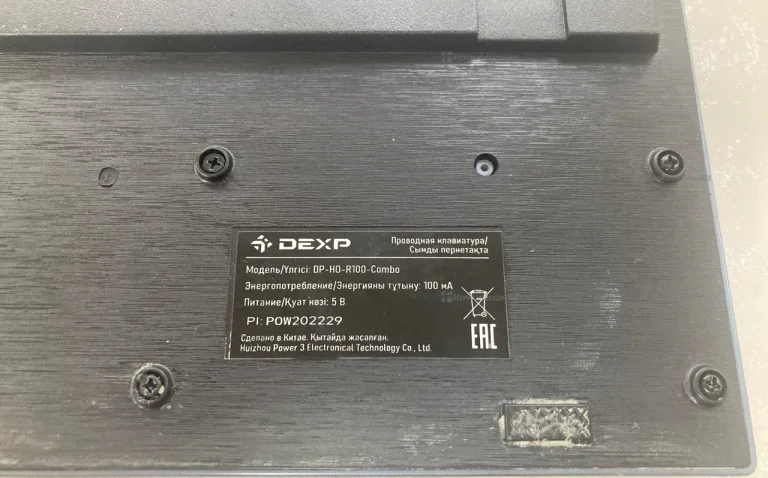 DEXP
Проводная клавиатура/
Сымды пернетақта
Модель/Үлгісі: DP-HO-R100-Combo
Энергопотребление/Энергияны тұтыну: 100 мА
Питание/Қуат көзі: 5 В
PI: POW202229
Сделано в Китае. Қытайда жасалған.
Huizhou Power 3 Electronical Technology Co., Ltd.
EAC